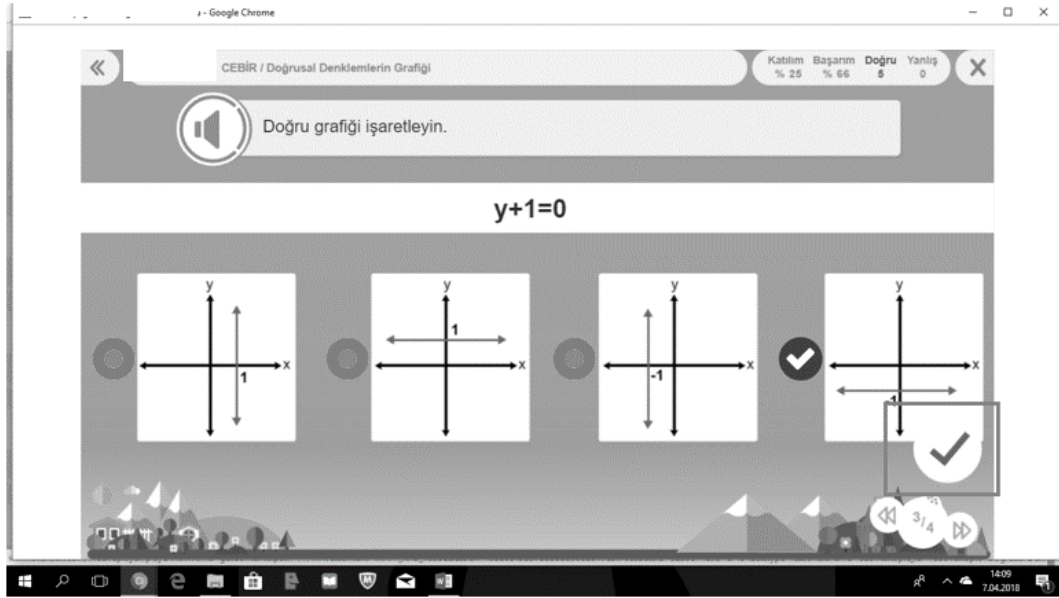 - Google Chrome
CEBİR / Doğrusal Denklemlerin Grafiği
Katılım Başarım Doğru Yanlış
% 25 % 66 5 0
Doğru grafiği işaretleyin.
y+1=0
y y y y
1
x x x x
1 -1
-1
3/4
14:09
7.04.2018